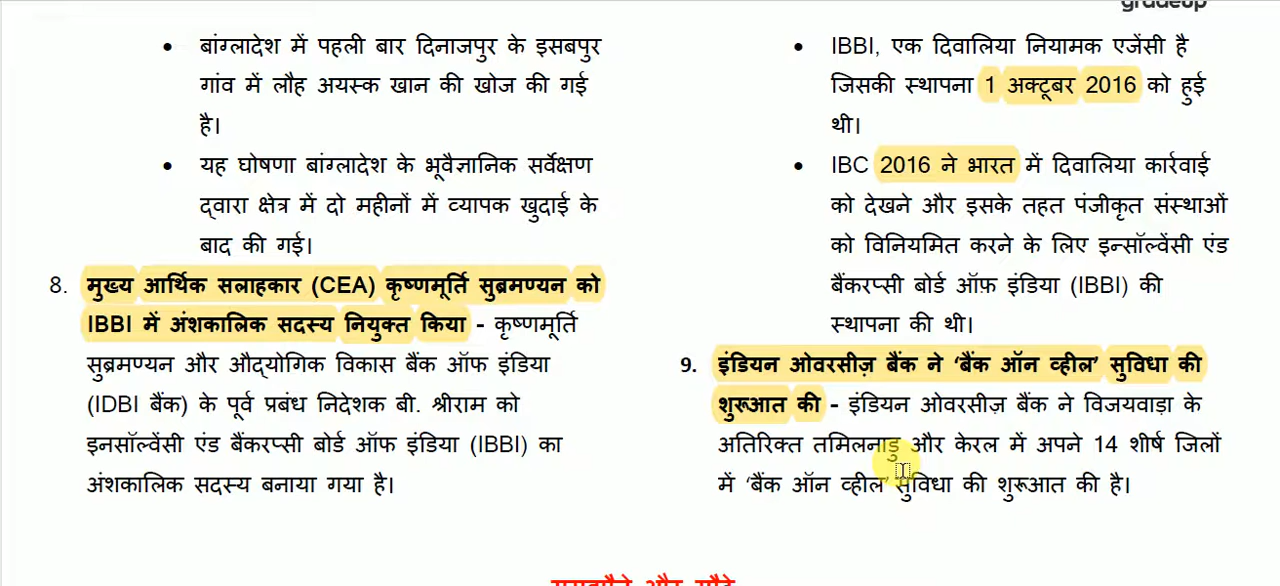 gradeup
• बांग्लादेश में पहली बार दिनाजपुर के इसबपुर
गांव में लौह अयस्क खान की खोज की गई
है।
• यह घोषणा बांग्लादेश के भूवैज्ञानिक सर्वेक्षण
द्वारा क्षेत्र में दो महीनों में व्यापक खुदाई के
बाद की गई।
8. मुख्य आर्थिक सलाहकार (CEA) कृष्णमूर्ति सुब्रमण्यन को
IBBI में अंशकालिक सदस्य नियुक्त किया - कृष्णमूर्ति
सुब्रमण्यन और औद्योगिक विकास बैंक ऑफ इंडिया
(IDBI बैंक) के पूर्व प्रबंध निदेशक बी. श्रीराम को
इनसॉल्वेंसी एंड बैंकरप्सी बोर्ड ऑफ इंडिया (IBBI) का
अंशकालिक सदस्य बनाया गया है।
• IBBI, एक दिवालिया नियामक एजेंसी है
जिसकी स्थापना 1 अक्टूबर 2016 को हुई
थी।
• IBC 2016 ने भारत में दिवालिया कार्रवाई
को देखने और इसके तहत पंजीकृत संस्थाओं
को विनियमित करने के लिए इन्सॉल्वेंसी एंड
बैंकरप्सी बोर्ड ऑफ़ इंडिया (IBBI) की
स्थापना की थी।
9. इंडियन ओवरसीज़ बैंक ने ‘बैंक ऑन व्हील’ सुविधा की
शुरूआत की - इंडियन ओवरसीज़ बैंक ने विजयवाड़ा के
अतिरिक्त तमिलनाडु और केरल में अपने 14 शीर्ष जिलों
में ‘बैंक ऑन व्हील’ सुविधा की शुरूआत की है।